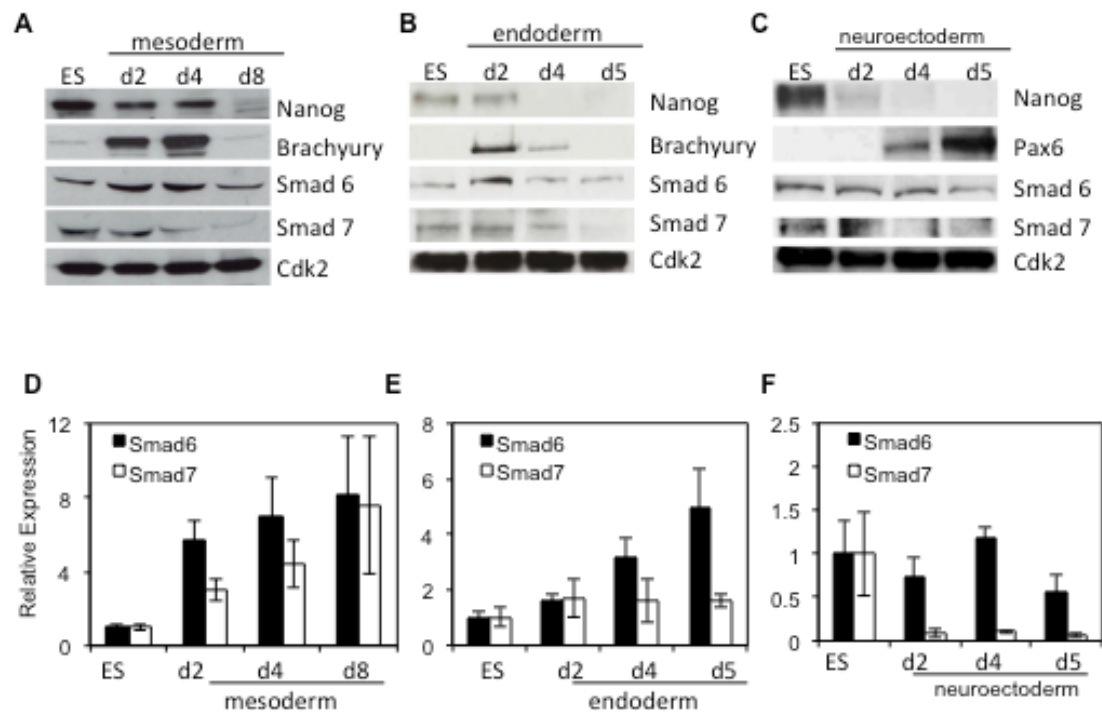 A
mesoderm
ES d2 d4 d8
Nanog
Brachyury
Smad 6
Smad 7
Cdk2
B
endoderm
ES d2 d4 d5
Nanog
Brachyury
Smad 6
Smad 7
Cdk2
C
neuroectoderm
ES d2 d4 d5
Nanog
Pax6
Smad 6
Smad 7
Cdk2
D
Relative Expression
12
8
4
0
Smad6
Smad7
ES d2 d4 d8
mesoderm
E
8
6
4
2
0
Smad6
Smad7
ES d2 d4 d5
endoderm
F
2.5
2
1.5
1
0.5
0
Smad6
Smad7
ES d2 d4 d5
neuroectoderm